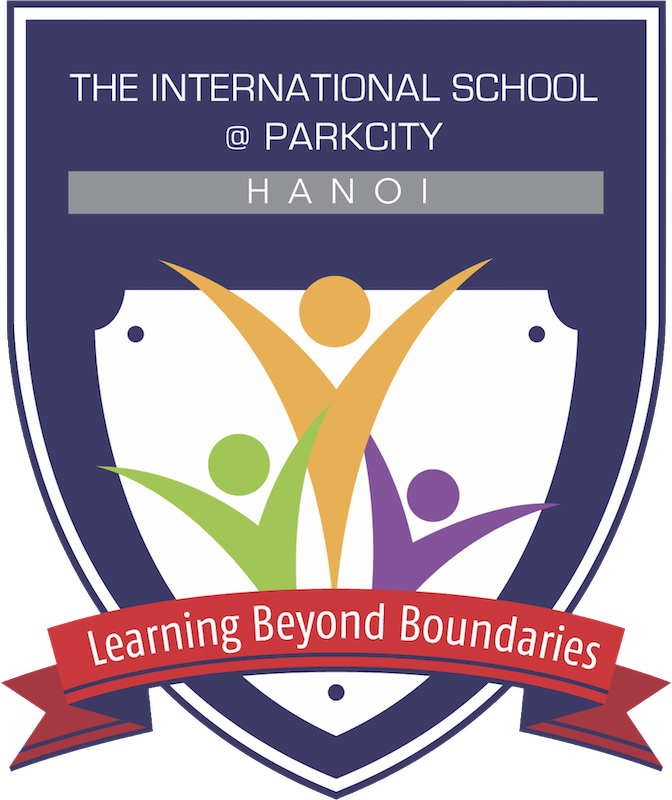 THE INTERNATIONAL SCHOOL
@ PARKCITY
HANOI
Learning Beyond Boundaries